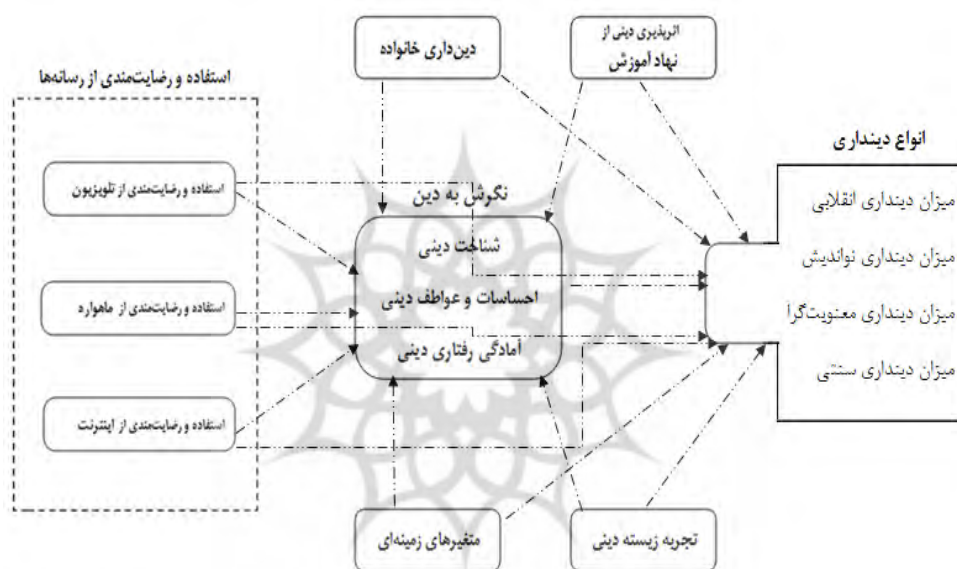 اثرپذیری دینی از
نهاد آموزش
دین‌داری خانواده
استفاده و رضایت‌مندی از رسانه‌ها
انواع دینداری
استفاده و رضایت‌مندی از تلویزیون
نگرش به دین
میزان دینداری انقلابی
شناخت دینی
میزان دینداری نواندیش
احساسات و عواطف دینی
استفاده و رضایت‌مندی از ماهواره
میزان دینداری معنویت‌گرآ
آمادگی رفتاری دینی
میزان دینداری سنتی
استفاده و رضایت‌مندی از اینترنت
متغیرهای زمینه‌ای
تجربه زیسته دینی